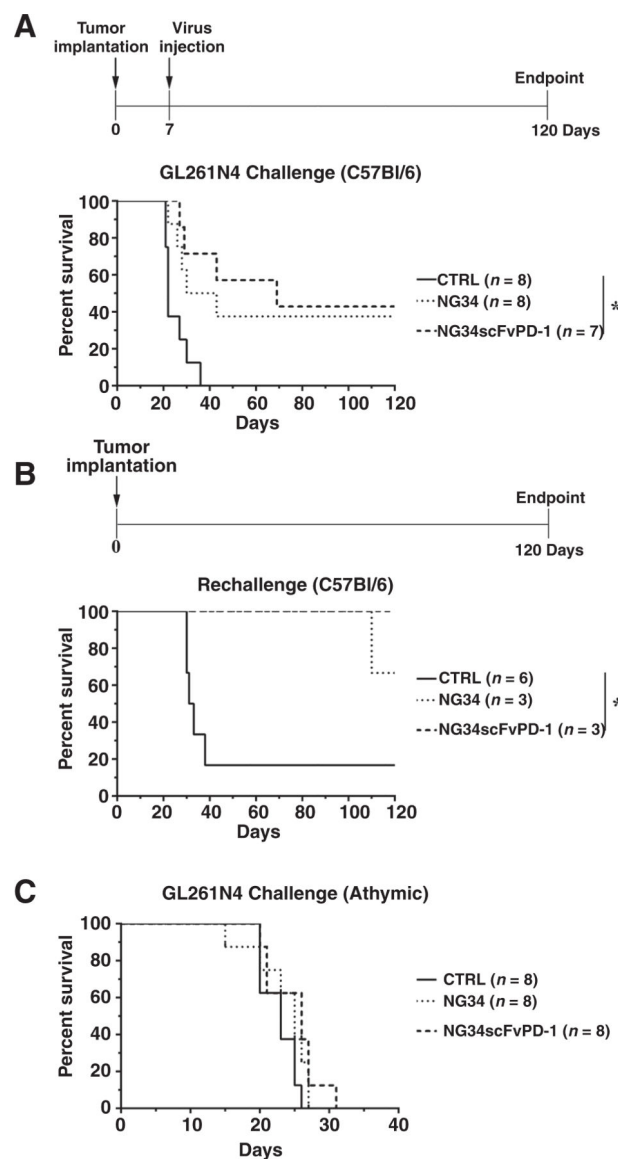 A
Tumor
implantation
Virus
injection
Endpoint
0
7
120 Days
GL261N4 Challenge (C57Bl/6)
Percent survival
100
80
60
40
20
0
0 20 40 60 80 100 120
Days
CTRL (n = 8)
NG34 (n = 8)
NG34scFvPD-1 (n = 7)
*
B
Tumor
implantation
Endpoint
0
120 Days
Rechallenge (C57Bl/6)
Percent survival
100
80
60
40
20
0
0 20 40 60 80 100 120
Days
CTRL (n = 6)
NG34 (n = 3)
NG34scFvPD-1 (n = 3)
*
C
GL261N4 Challenge (Athymic)
Percent survival
100
80
60
40
20
0
0 10 20 30 40
Days
CTRL (n = 8)
NG34 (n = 8)
NG34scFvPD-1 (n = 8)